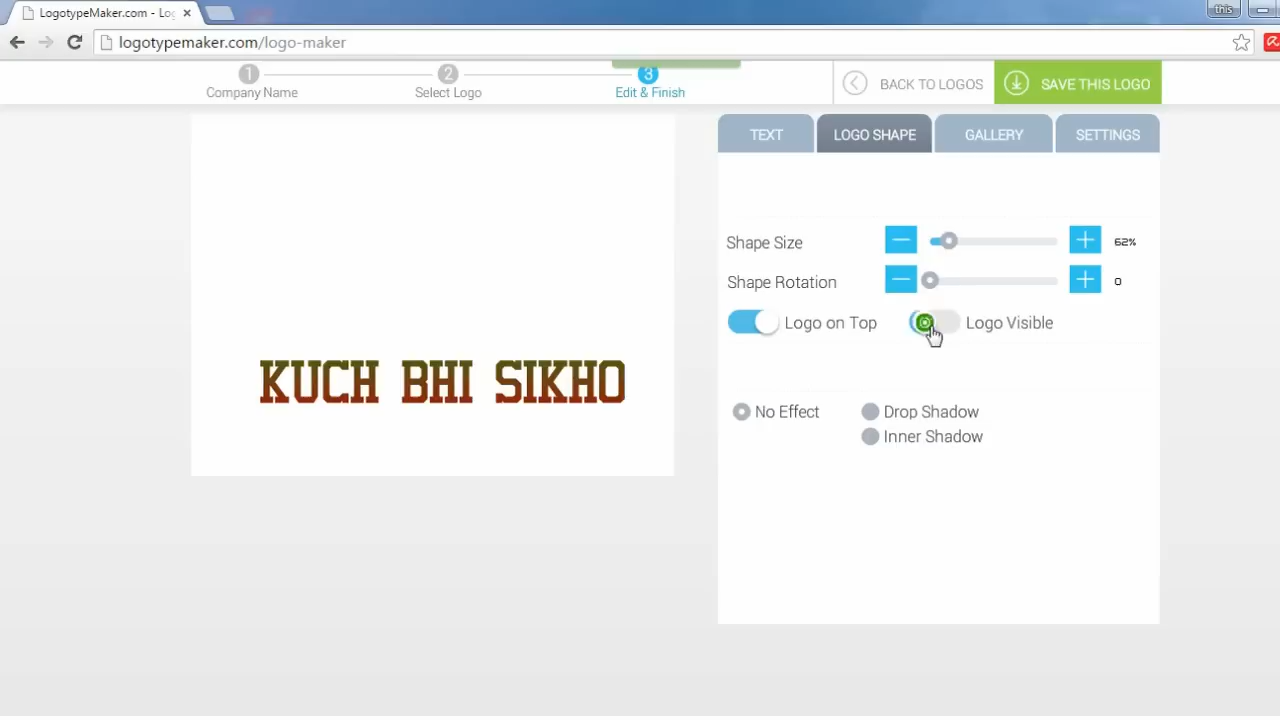 LogotypeMaker.com - Lo
this
logotypemaker.com/logo-maker
1 2 3
Company Name Select Logo Edit & Finish
BACK TO LOGOS SAVE THIS LOGO
TEXT LOGO SHAPE GALLERY SETTINGS
Shape Size 62%
Shape Rotation 0
Logo on Top Logo Visible
KUCH BHI SIKHO
No Effect Drop Shadow
Inner Shadow